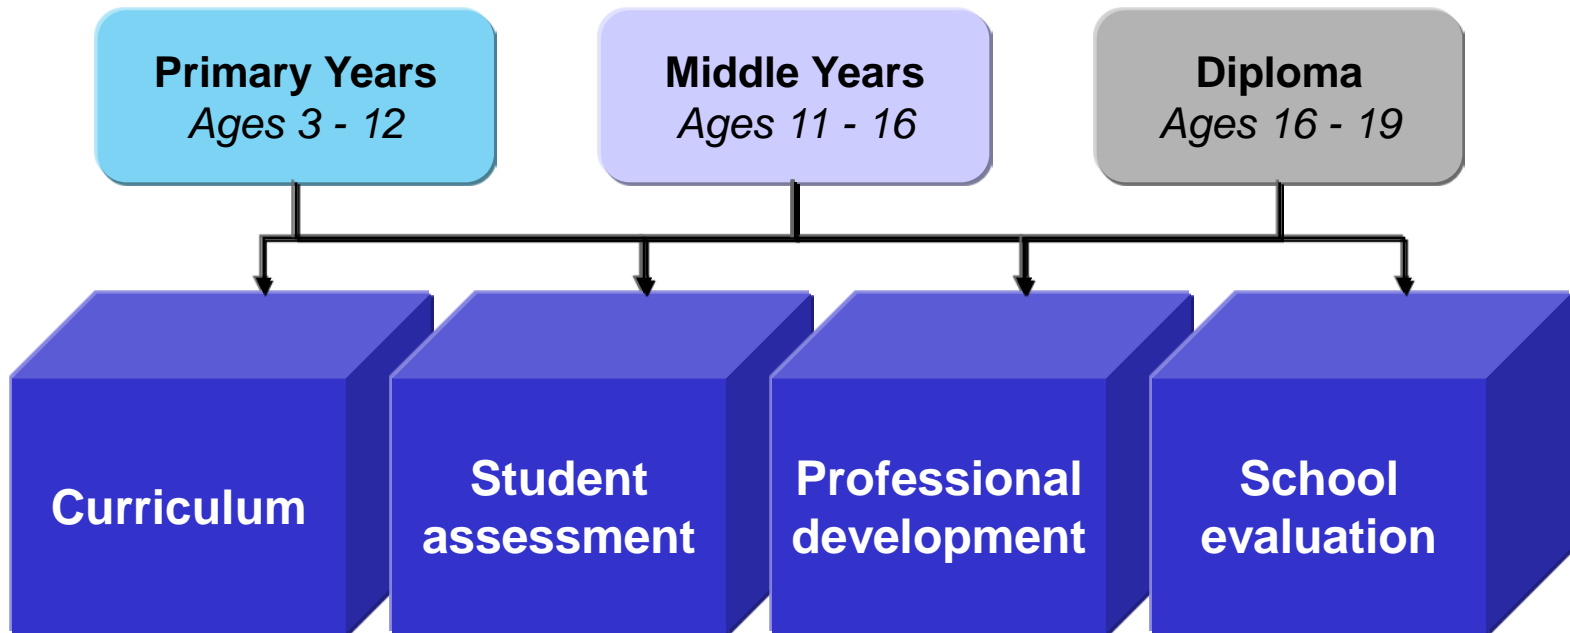 Primary Years
Ages 3 - 12
Middle Years
Ages 11 - 16
Diploma
Ages 16 - 19
Curriculum
Student
assessment
Professional
development
School
evaluation